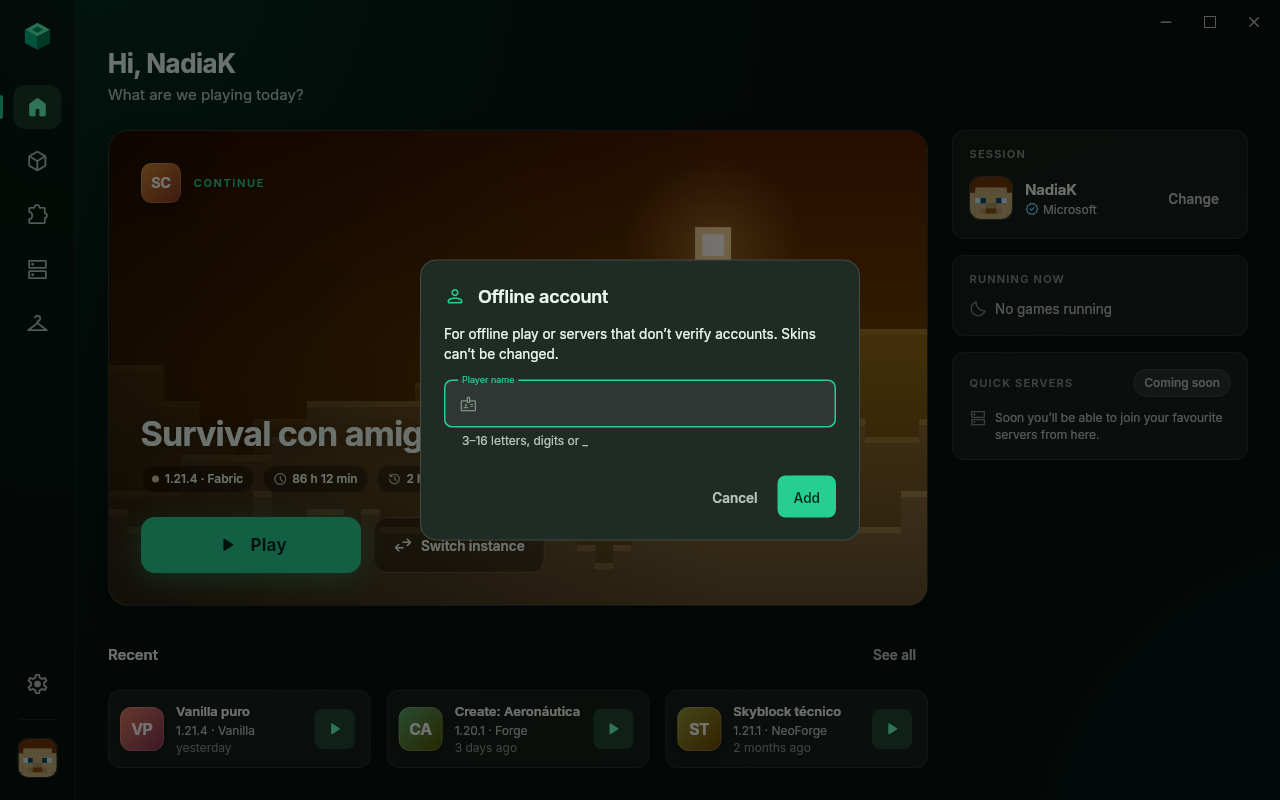 Hi, NadiaK
What are we playing today?
SC
CONTINUE
Survival con amig
1.21.4 · Fabric
86 h 12 min
Play
Switch instance
Offline account
For offline play or servers that don't verify accounts. Skins
can't be changed.
Player name
3–16 letters, digits or _
Cancel
Add
SESSION
NadiaK
Microsoft
Change
RUNNING NOW
No games running
QUICK SERVERS
Coming soon
Soon you'll be able to join your favourite
servers from here.
Recent
See all
VP
Vanilla puro
1.21.4 · Vanilla
yesterday
CA
Create: Aeronáutica
1.20.1 · Forge
3 days ago
ST
Skyblock técnico
1.21.1 · NeoForge
2 months ago